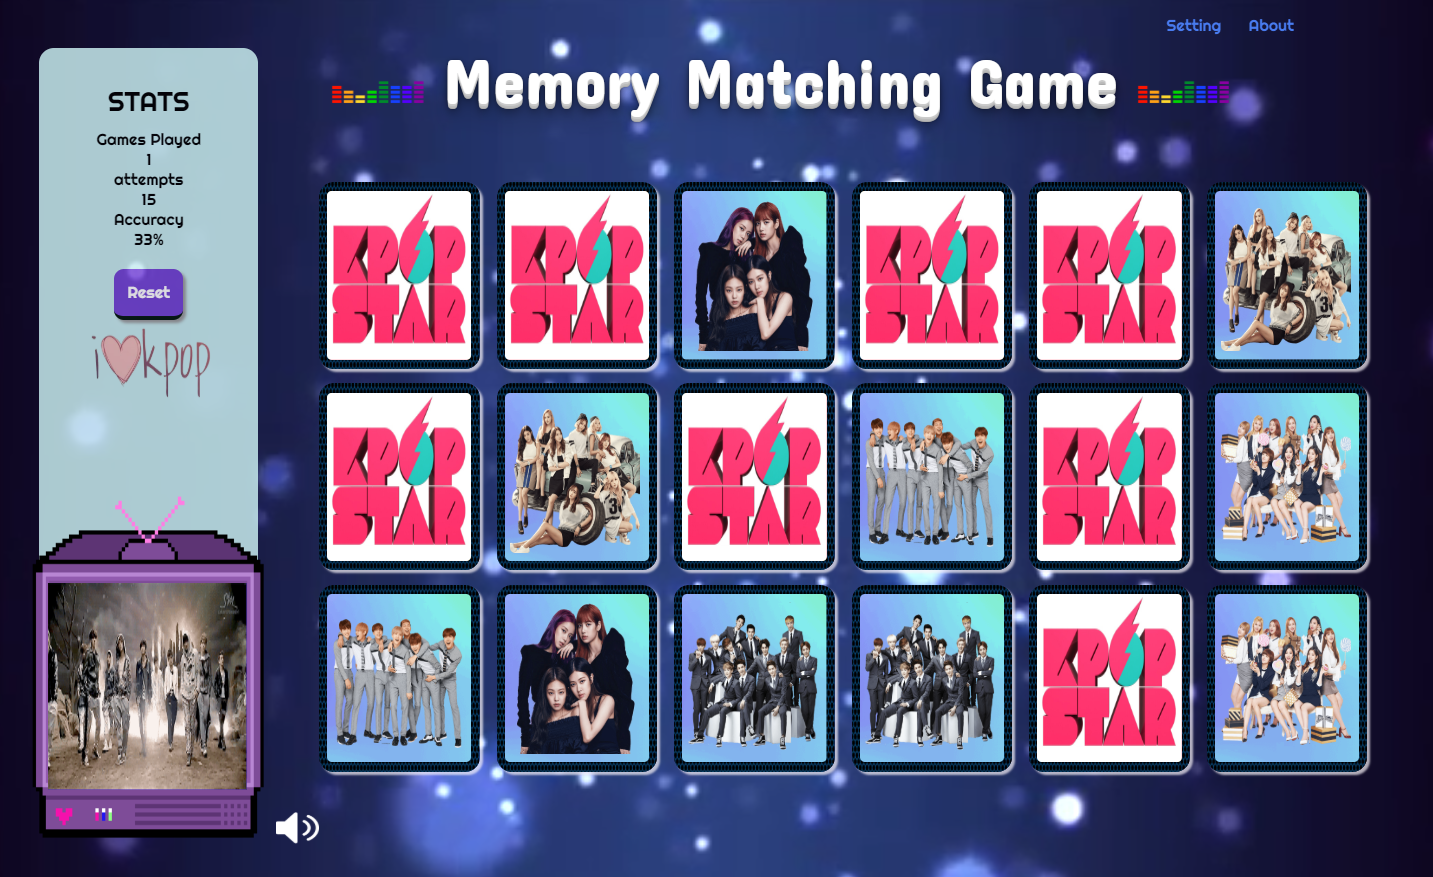 Setting About
Memory Matching Game
STATS
Games Played
1
attempts
15
Accuracy
33%
Reset
i kpop
KPOP
STAR
KPOP
STAR
KPOP
STAR
KPOP
STAR
KPOP
STAR
KPOP
STAR
KPOP
STAR
KPOP
STAR
SM